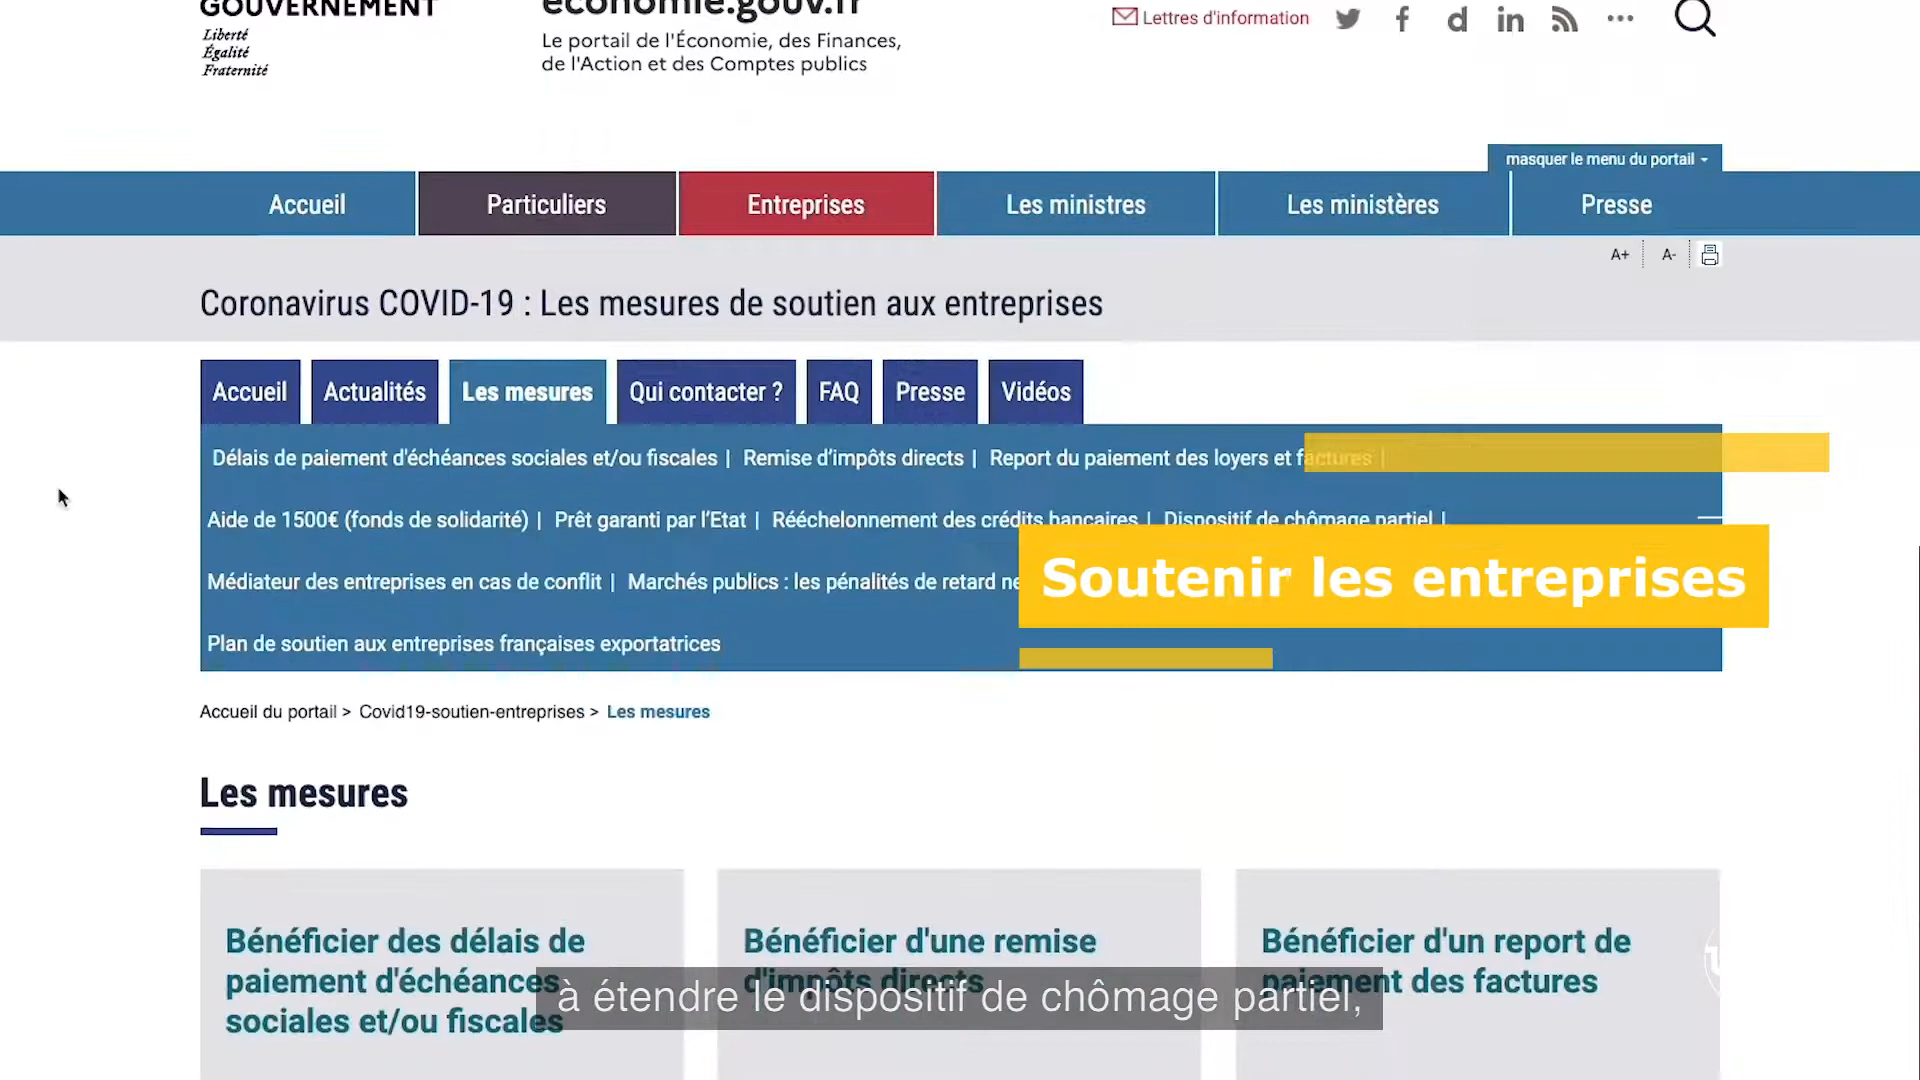 GOUVERNEMENT
Liberté
Égalité
Fraternité
economie.gouv.fr
Le portail de l'Économie, des Finances,
de l'Action et des Comptes publics
Lettres d'information
masquer le menu du portail
Accueil
Particuliers
Entreprises
Les ministres
Les ministères
Presse
A+
A-
Coronavirus COVID-19 : Les mesures de soutien aux entreprises
Accueil
Actualités
Les mesures
Qui contacter ?
FAQ
Presse
Vidéos
Délais de paiement d'échéances sociales et/ou fiscales | Remise d'impôts directs | Report du paiement des loyers et factures |
Aide de 1500€ (fonds de solidarité) | Prêt garanti par l'Etat | Rééchelonnement des crédits bancaires | Dispositif de chômage partiel |
Médiateur des entreprises en cas de conflit | Marchés publics : les pénalités de retard ne
Soutenir les entreprises
Plan de soutien aux entreprises françaises exportatrices
Accueil du portail > Covid19-soutien-entreprises > Les mesures
Les mesures
Bénéficier des délais de
paiement d'échéances
sociales et/ou fiscales
Bénéficier d'une remise
d'impôts directs
Bénéficier d'un report de
paiement des factures
à étendre le dispositif de chômage partiel,